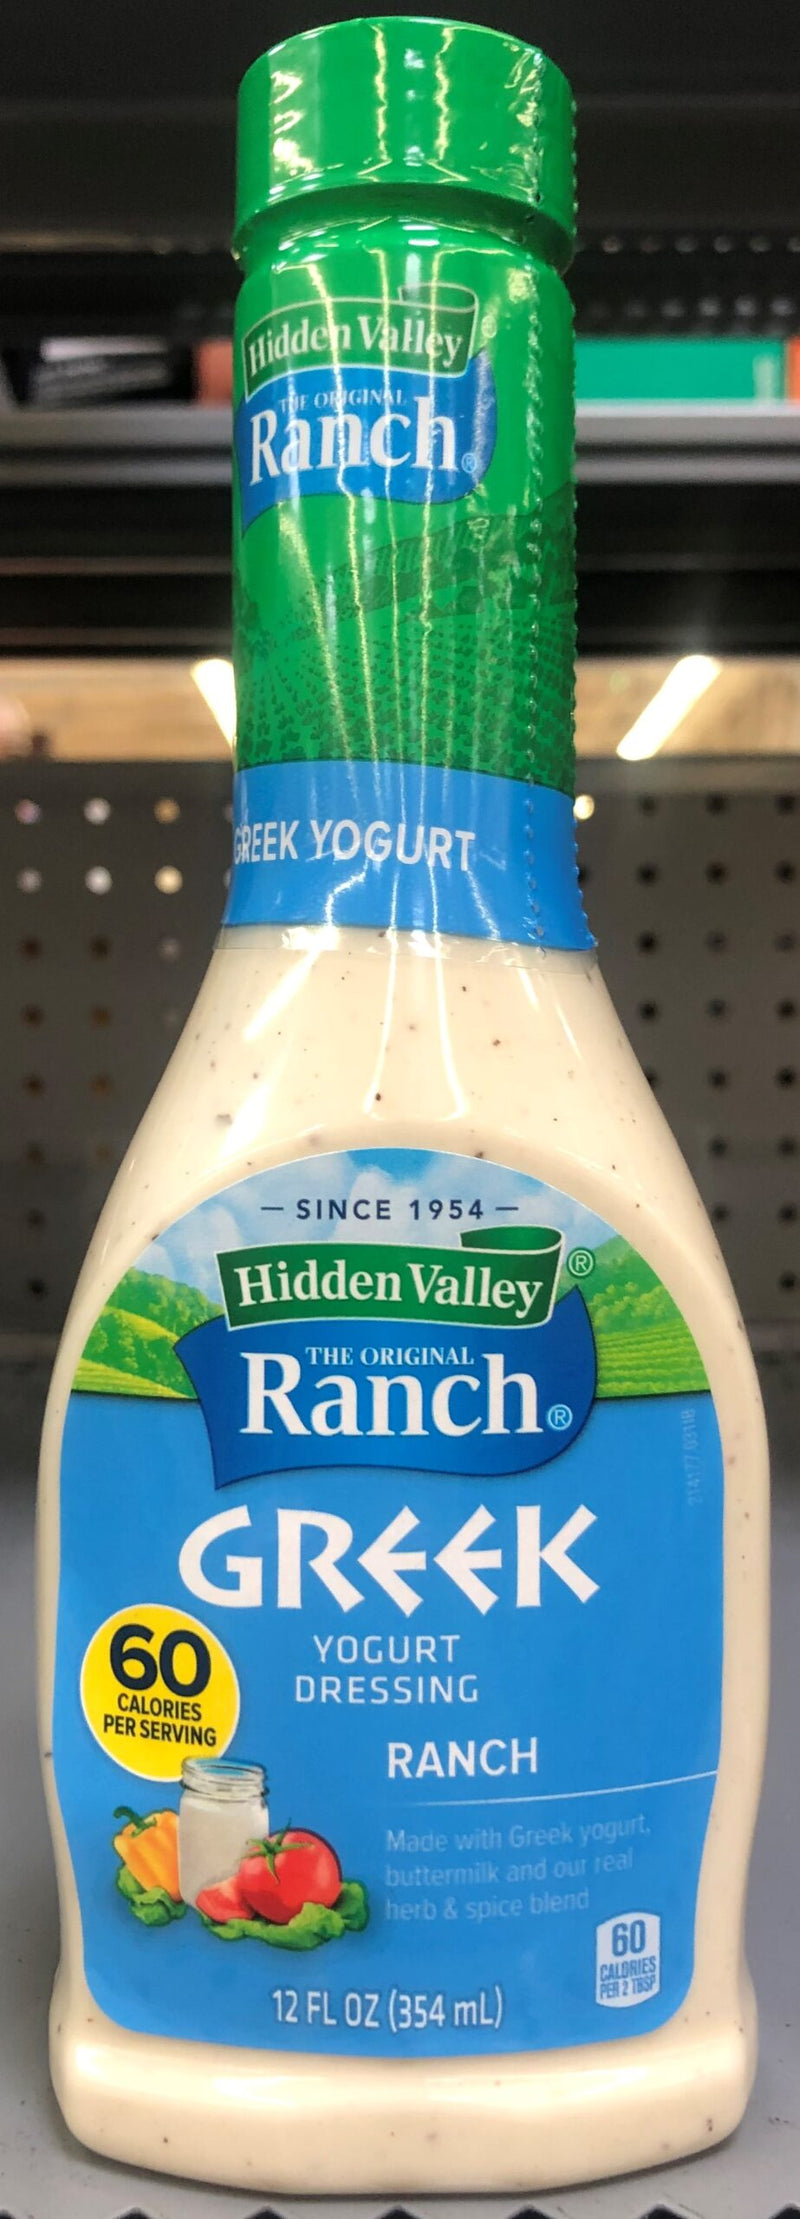 Hidden Valley
THE ORIGINAL
Ranch®
GREEK YOGURT
— SINCE 1954 —
Hidden Valley®
THE ORIGINAL
Ranch®
GREEK
YOGURT
DRESSING
60
CALORIES
PER SERVING
RANCH
Made with Greek yogurt,
buttermilk and our real
herb & spice blend
60
CALORIES
PER 2 TBSP
12 FL OZ (354 mL)